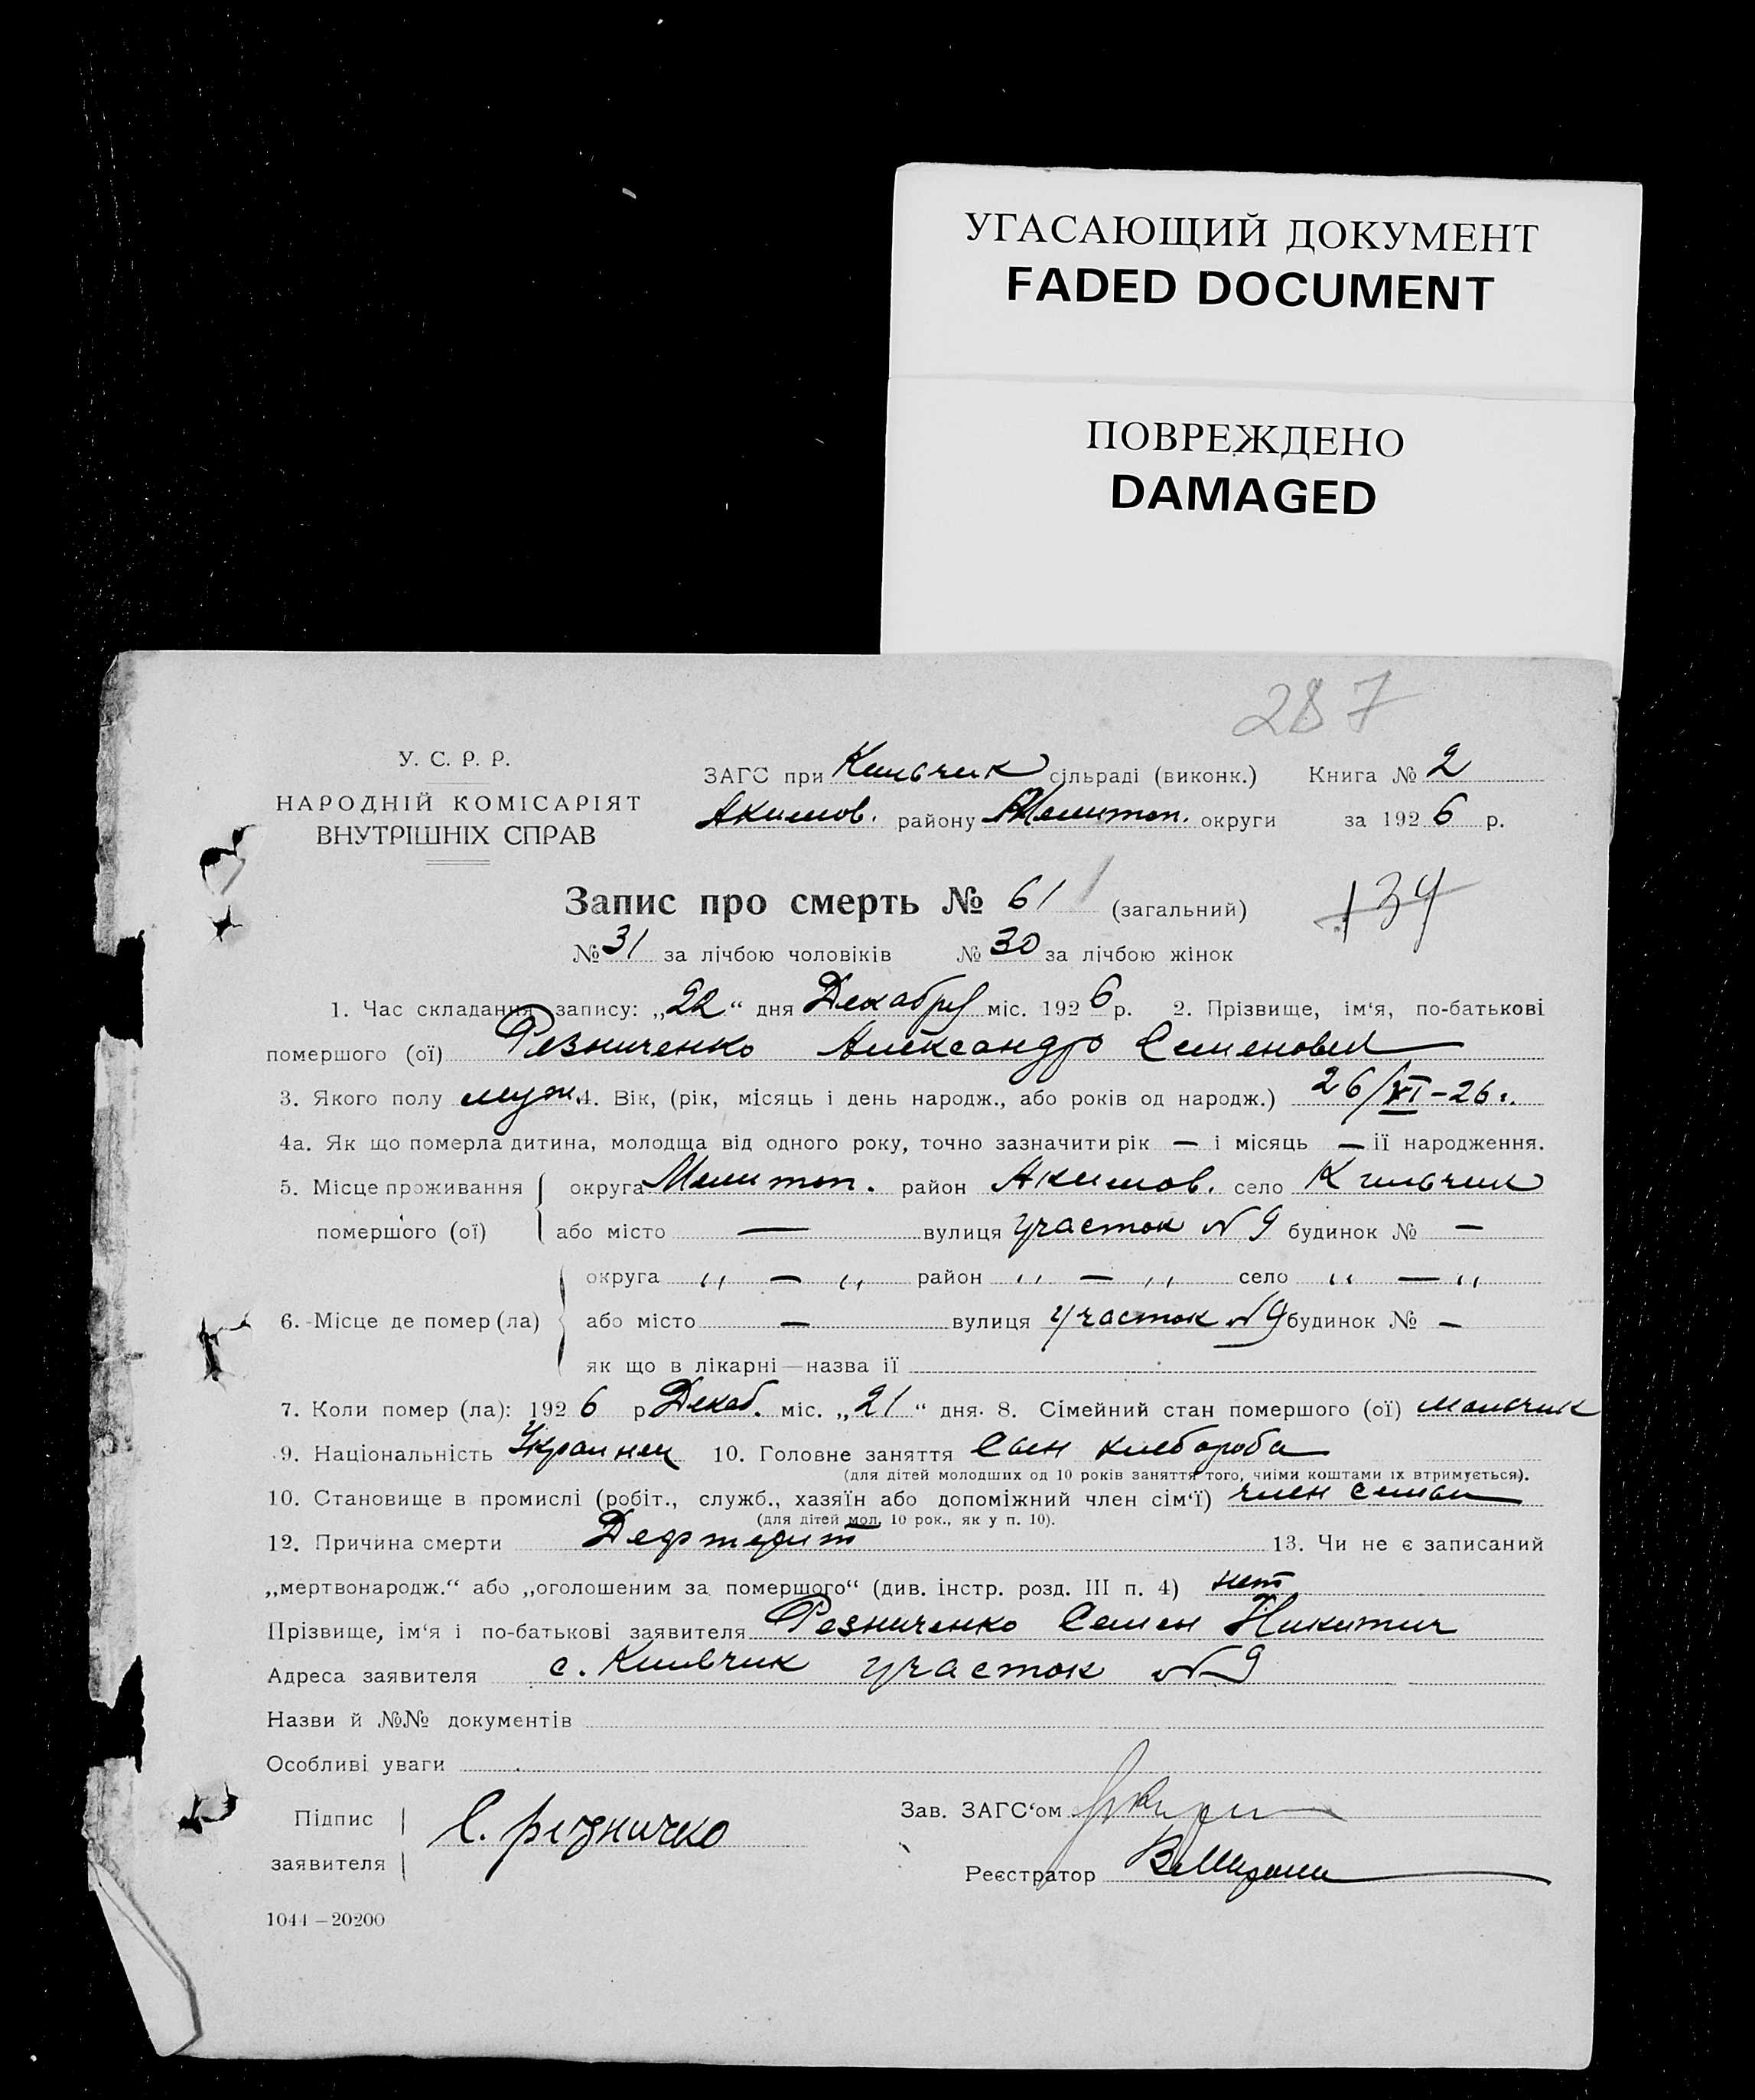 УГАСАЮЩИЙ ДОКУМЕНТ
FADED DOCUMENT
ПОВРЕЖДЕНО
DAMAGED
287
У. С. Р. Р.
НАРОДНІЙ КОМІСАРІЯТ
ВНУТРІШНІХ СПРАВ
ЗАГС при Кильчик сільраді (виконк.) Книга № 2
Акимов. району Мелитоп. округи за 1926 р.
Запис про смерть № 61 (загальний)
134
№ 31 за лічбою чоловіків № 30 за лічбою жінок
1. Час складання запису: „22“ дня Декабря міс. 1926 р. 2. Прізвище, ім‘я, по-батькові
помершого (ої) Резниченко Александр Семенович
3. Якого полу муж. 4. Вік, (рік, місяць і день народж., або років од народж.) 26/XI-26 г.
4а. Як що померла дитина, молодща від одного року, точно зазначити рік — і місяць — ії народження.
5. Місце проживання округа Мелитоп. район Акимов. село Кильчик
помершого (ої) або місто — вулиця участок №9 будинок № —
округа „ — „ район „ — „ село „ — „
6. Місце де помер (ла) або місто — вулиця участок №9 будинок № —
як що в лікарні—назва ії
7. Коли помер (ла): 1926 р Декаб. міс. „21“ дня. 8. Сімейний стан помершого (ої) мальчик
9. Національність Украинец 10. Головне заняття Сын хлебороба
(для дітей молодших од 10 років заняття того, чиїми коштами їх втримується).
10. Становище в промислі (робіт., служб., хазяїн або допоміжний член сім‘ї) член семьи
(для дітей мол. 10 рок., як у п. 10).
12. Причина смерти Дефтерит 13. Чи не є записаний
„мертвонародж.“ або „оголошеним за померщого“ (див. інстр. розд. III п. 4) нет
Прізвище, ім‘я і по-батькові заявителя Резниченко Семен Никитич
Адреса заявителя с. Кильчик участок №9
Назви й №№ документів
Особливі уваги
Підпис
заявителя С. Резничко
Зав. ЗАГС‘ом
Реєстратор
1044—20200